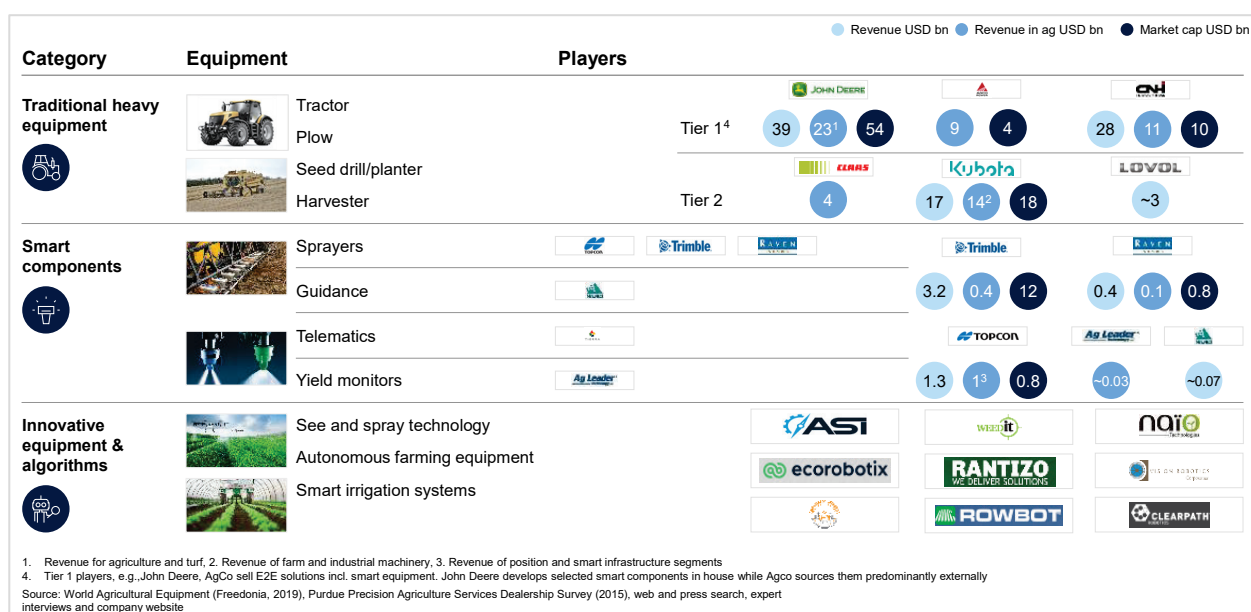 Revenue USD bn Revenue in ag USD bn Market cap USD bn
Category Equipment Players
Traditional heavy
equipment
Tractor
Plow
Seed drill/planter
Harvester
JOHN DEERE
CNH
Tier 1⁴ 39 23¹ 54 9 4 28 11 10
CLAAS Kubota LOVOL
Tier 2 4 17 14² 18 ~3
Smart
components
Sprayers
TOPCON Trimble RAVEN Trimble RAVEN
Guidance
3.2 0.4 12 0.4 0.1 0.8
Telematics
TOPCON Ag Leader
Yield monitors Ag Leader
1.3 1³ 0.8 ~0.03 ~0.07
Innovative
equipment &
algorithms
See and spray technology
Autonomous farming equipment
Smart irrigation systems
ASI WEEDit naïo
Technologies
ecorobotix RANTIZO
WE DELIVER SOLUTIONS
VISION ROBOTICS
Corporation
ROWBOT CLEARPATH
ROBOTICS
1. Revenue for agriculture and turf, 2. Revenue of farm and industrial machinery, 3. Revenue of position and smart infrastructure segments
4. Tier 1 players, e.g.,John Deere, AgCo sell E2E solutions incl. smart equipment. John Deere develops selected smart components in house while Agco sources them predominantly externally
Source: World Agricultural Equipment (Freedonia, 2019), Purdue Precision Agriculture Services Dealership Survey (2015), web and press search, expert
interviews and company website